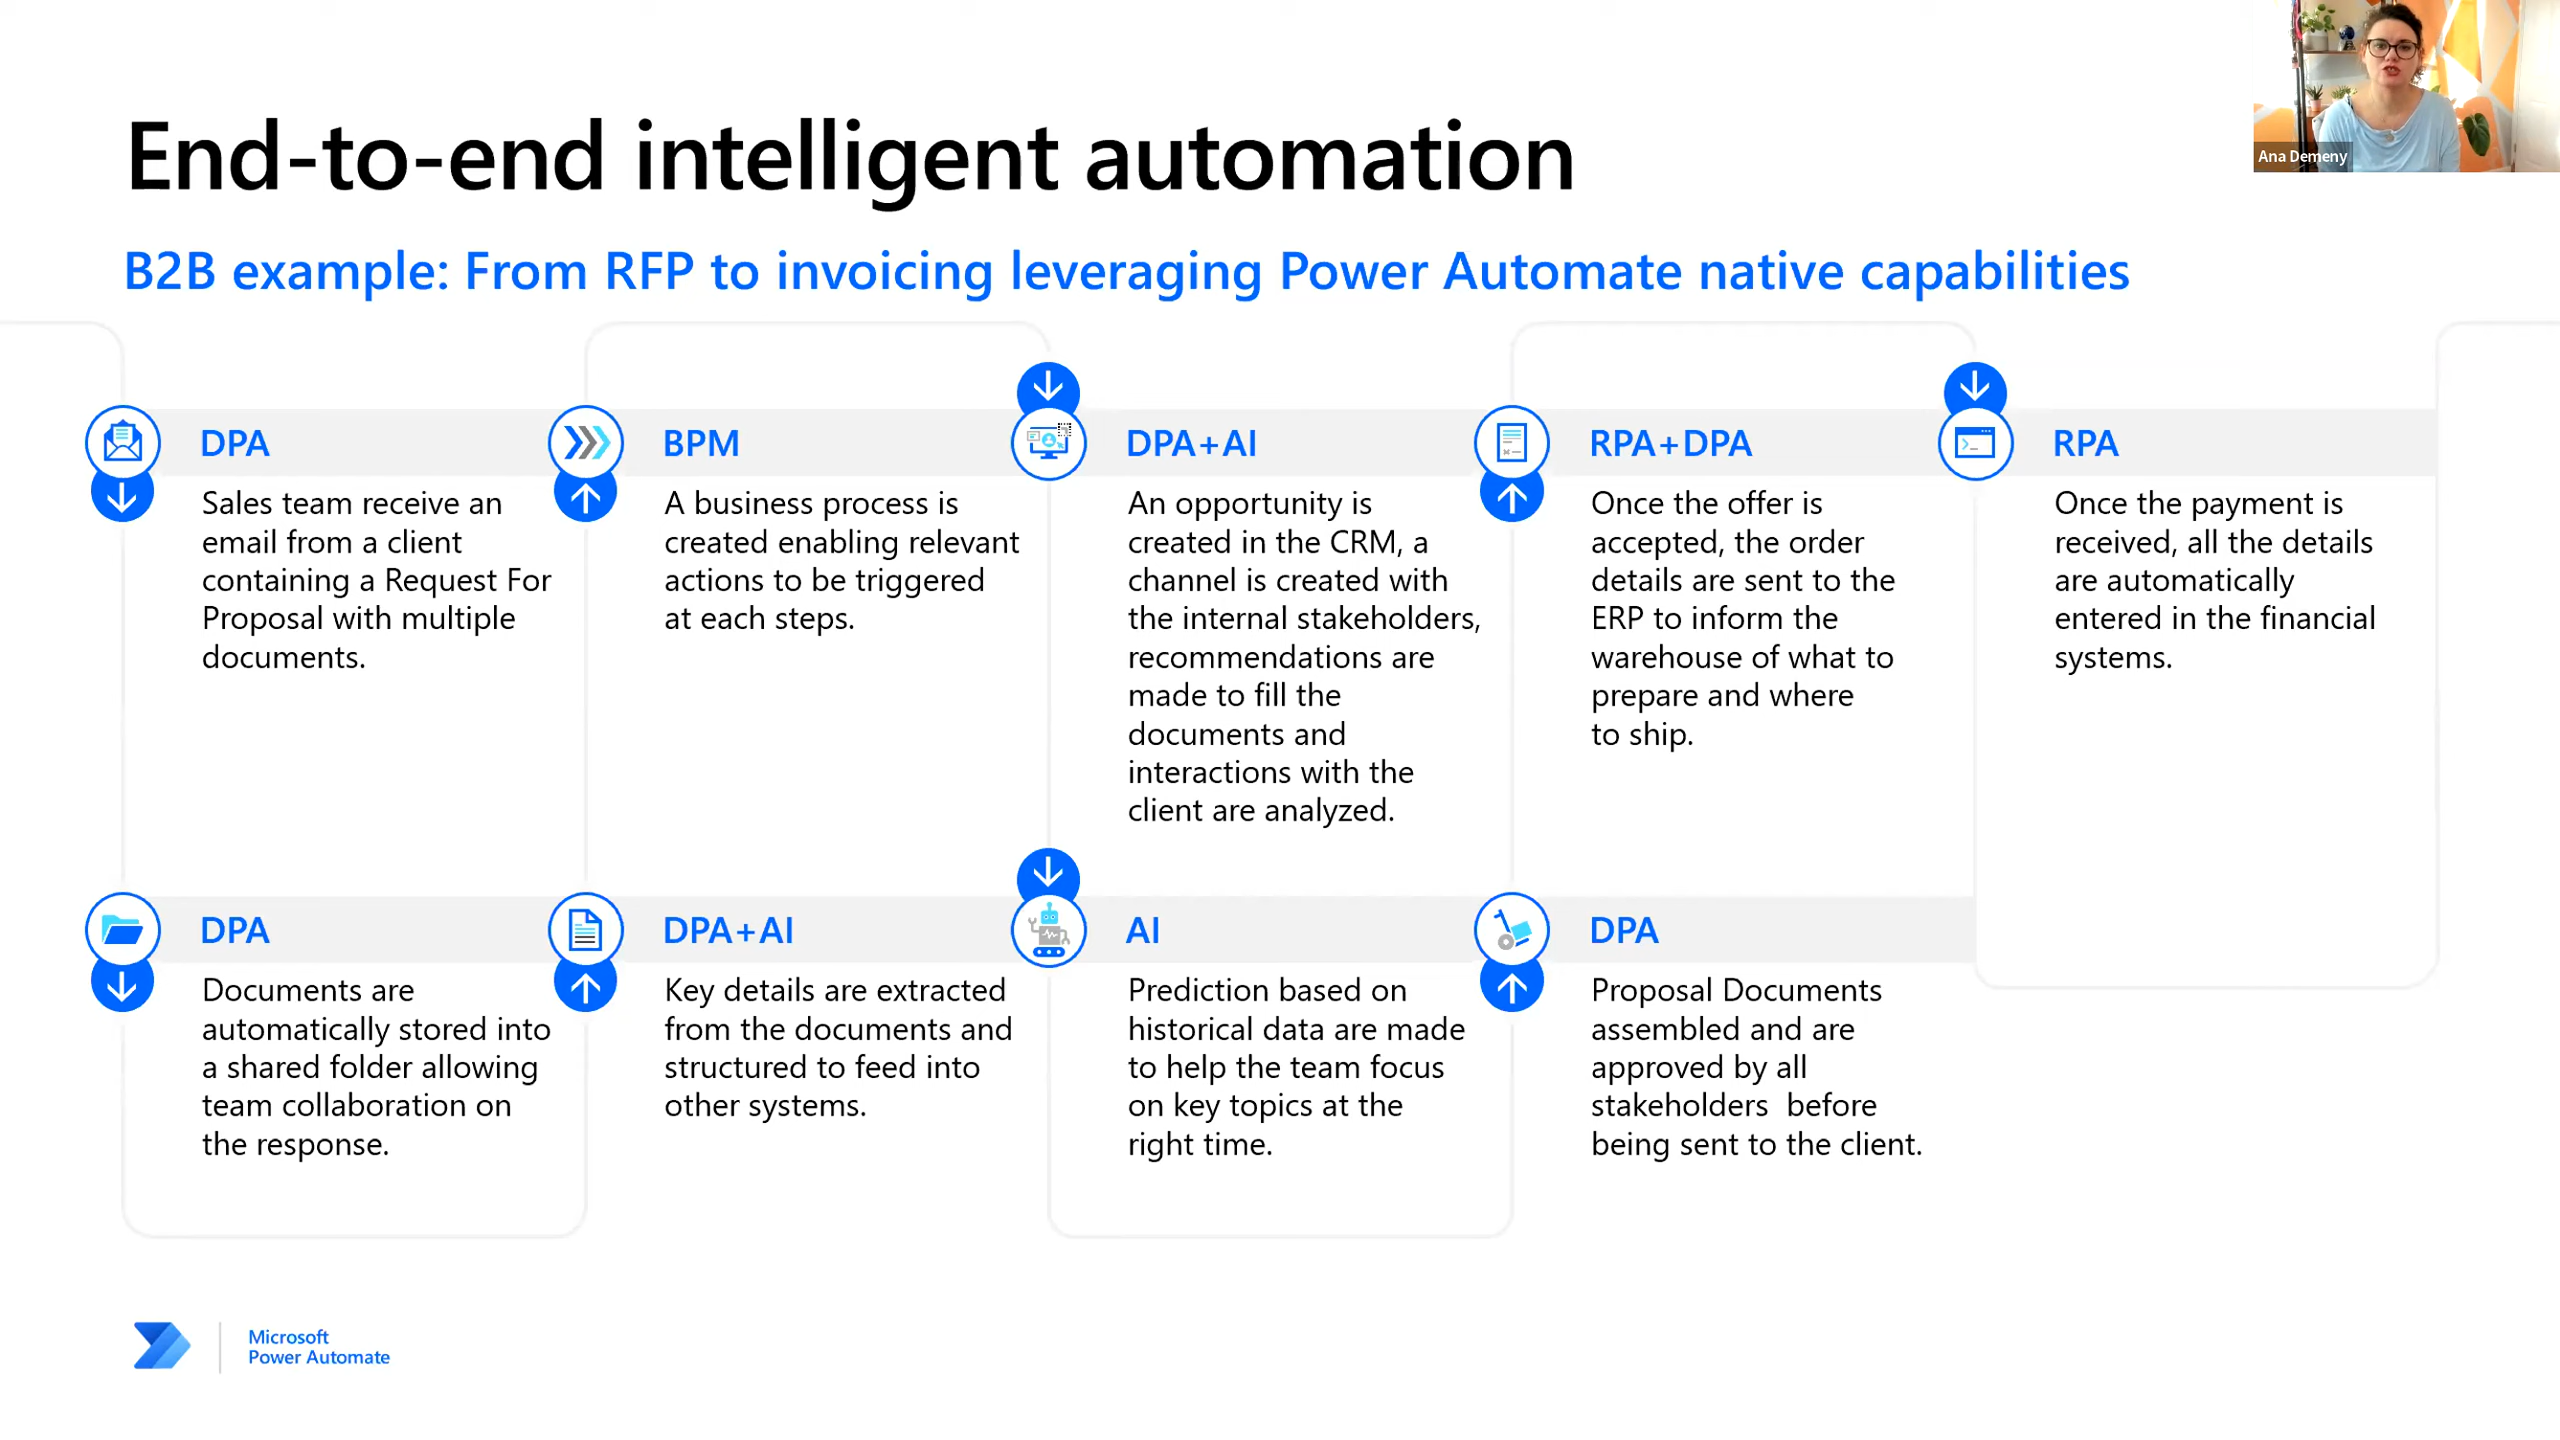 End-to-end intelligent automation
B2B example: From RFP to invoicing leveraging Power Automate native capabilities
Ana Demeny
DPA
Sales team receive an
email from a client
containing a Request For
Proposal with multiple
documents.
BPM
A business process is
created enabling relevant
actions to be triggered
at each steps.
DPA+AI
An opportunity is
created in the CRM, a
channel is created with
the internal stakeholders,
recommendations are
made to fill the
documents and
interactions with the
client are analyzed.
RPA+DPA
Once the offer is
accepted, the order
details are sent to the
ERP to inform the
warehouse of what to
prepare and where
to ship.
RPA
Once the payment is
received, all the details
are automatically
entered in the financial
systems.
DPA
Documents are
automatically stored into
a shared folder allowing
team collaboration on
the response.
DPA+AI
Key details are extracted
from the documents and
structured to feed into
other systems.
AI
Prediction based on
historical data are made
to help the team focus
on key topics at the
right time.
DPA
Proposal Documents
assembled and are
approved by all
stakeholders  before
being sent to the client.
Microsoft
Power Automate